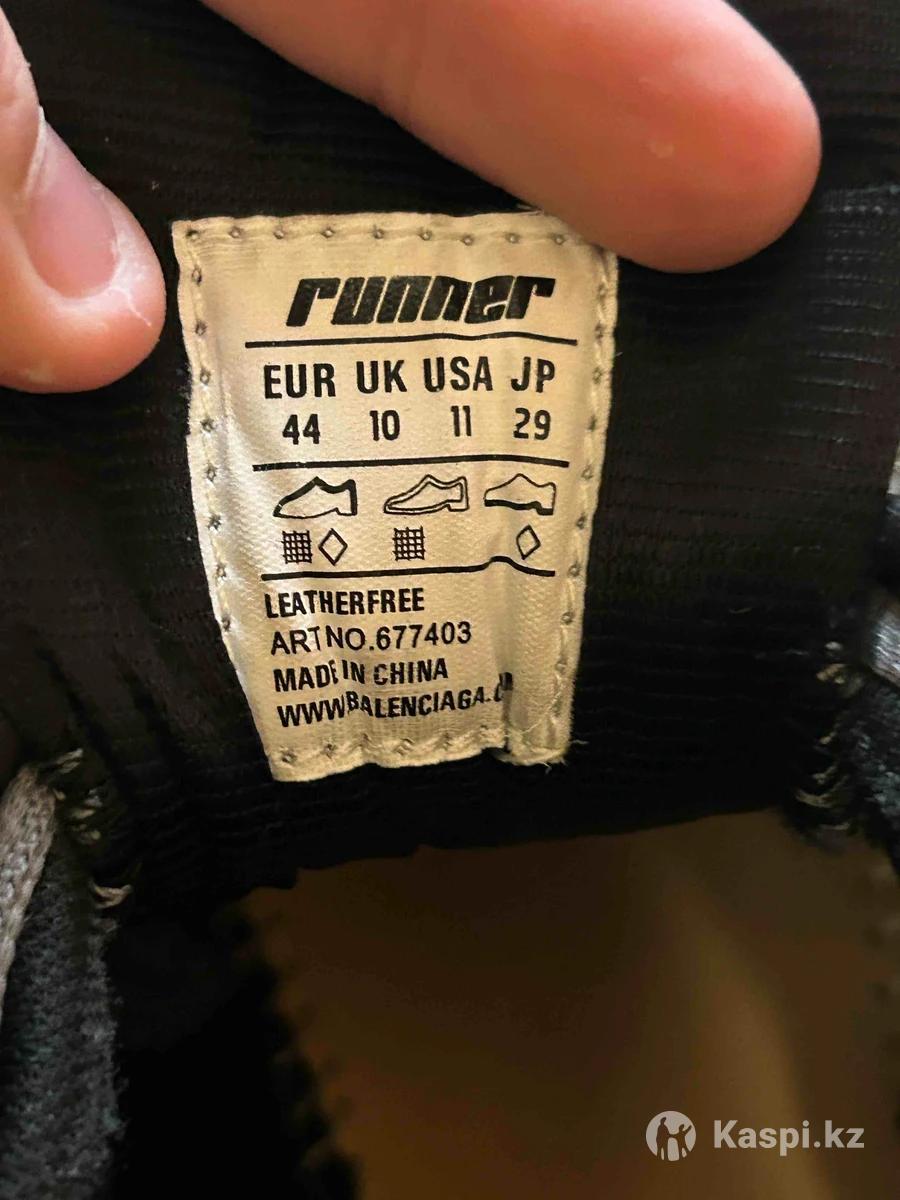 runner
EUR UK USA JP
44 10 11 29
LEATHERFREE
ART NO.677403
MADE IN CHINA
WWW.BALENCIAGA.
Kaspi.kz